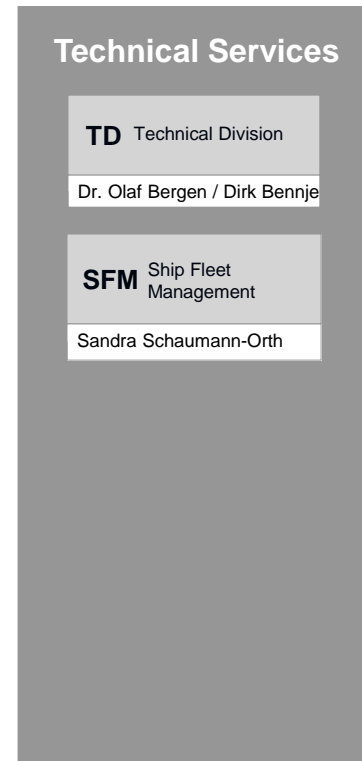 Technical Services
TD Technical Division
Dr. Olaf Bergen / Dirk Bennje
SFM Ship Fleet
Management
Sandra Schaumann-Orth